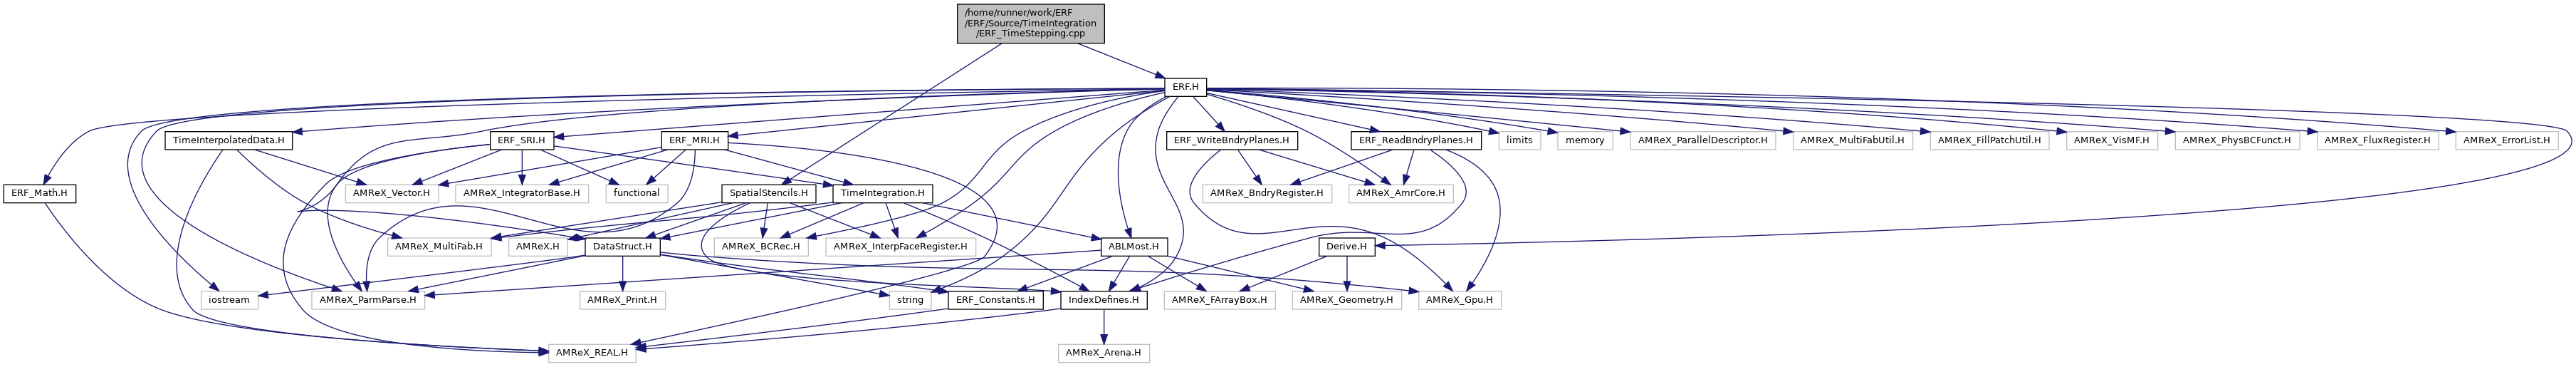 /home/runner/work/ERF
/ERF/Source/TimeIntegration
/ERF_TimeStepping.cpp
ERF.H
TimeInterpolatedData.H
ERF_SRI.H
ERF_MRI.H
ERF_WriteBndryPlanes.H
ERF_ReadBndryPlanes.H
limits
memory
AMReX_ParallelDescriptor.H
AMReX_MultiFabUtil.H
AMReX_FillPatchUtil.H
AMReX_VisMF.H
AMReX_PhysBCFunct.H
AMReX_FluxRegister.H
AMReX_ErrorList.H
ERF_Math.H
AMReX_Vector.H
AMReX_IntegratorBase.H
functional
SpatialStencils.H
TimeIntegration.H
AMReX_BndryRegister.H
AMReX_AmrCore.H
AMReX_MultiFab.H
AMReX.H
DataStruct.H
AMReX_BCRec.H
AMReX_InterpFaceRegister.H
ABLMost.H
Derive.H
iostream
AMReX_ParmParse.H
AMReX_Print.H
string
ERF_Constants.H
IndexDefines.H
AMReX_FArrayBox.H
AMReX_Geometry.H
AMReX_Gpu.H
AMReX_REAL.H
AMReX_Arena.H